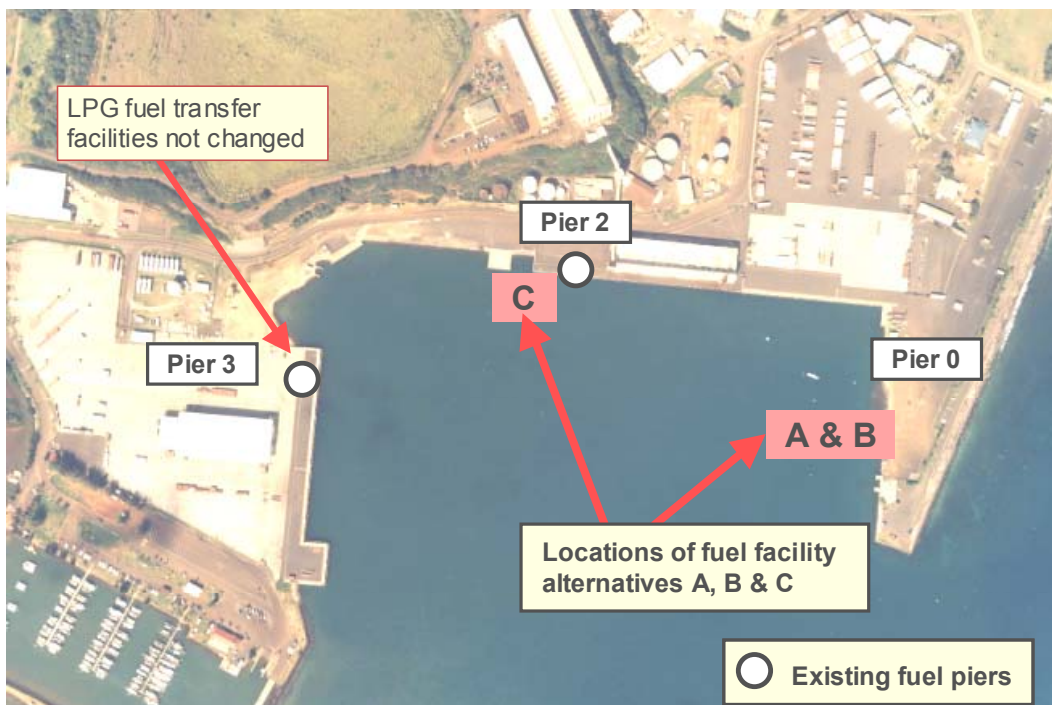 LPG fuel transfer
facilities not changed
Pier 2
C
Pier 3
Pier 0
A & B
Locations of fuel facility
alternatives A, B & C
Existing fuel piers